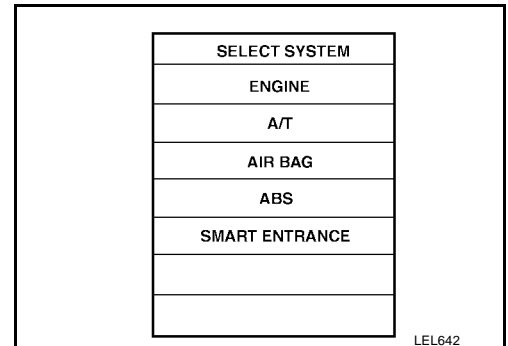 SELECT SYSTEM
ENGINE
A/T
AIR BAG
ABS
SMART ENTRANCE
LEL642